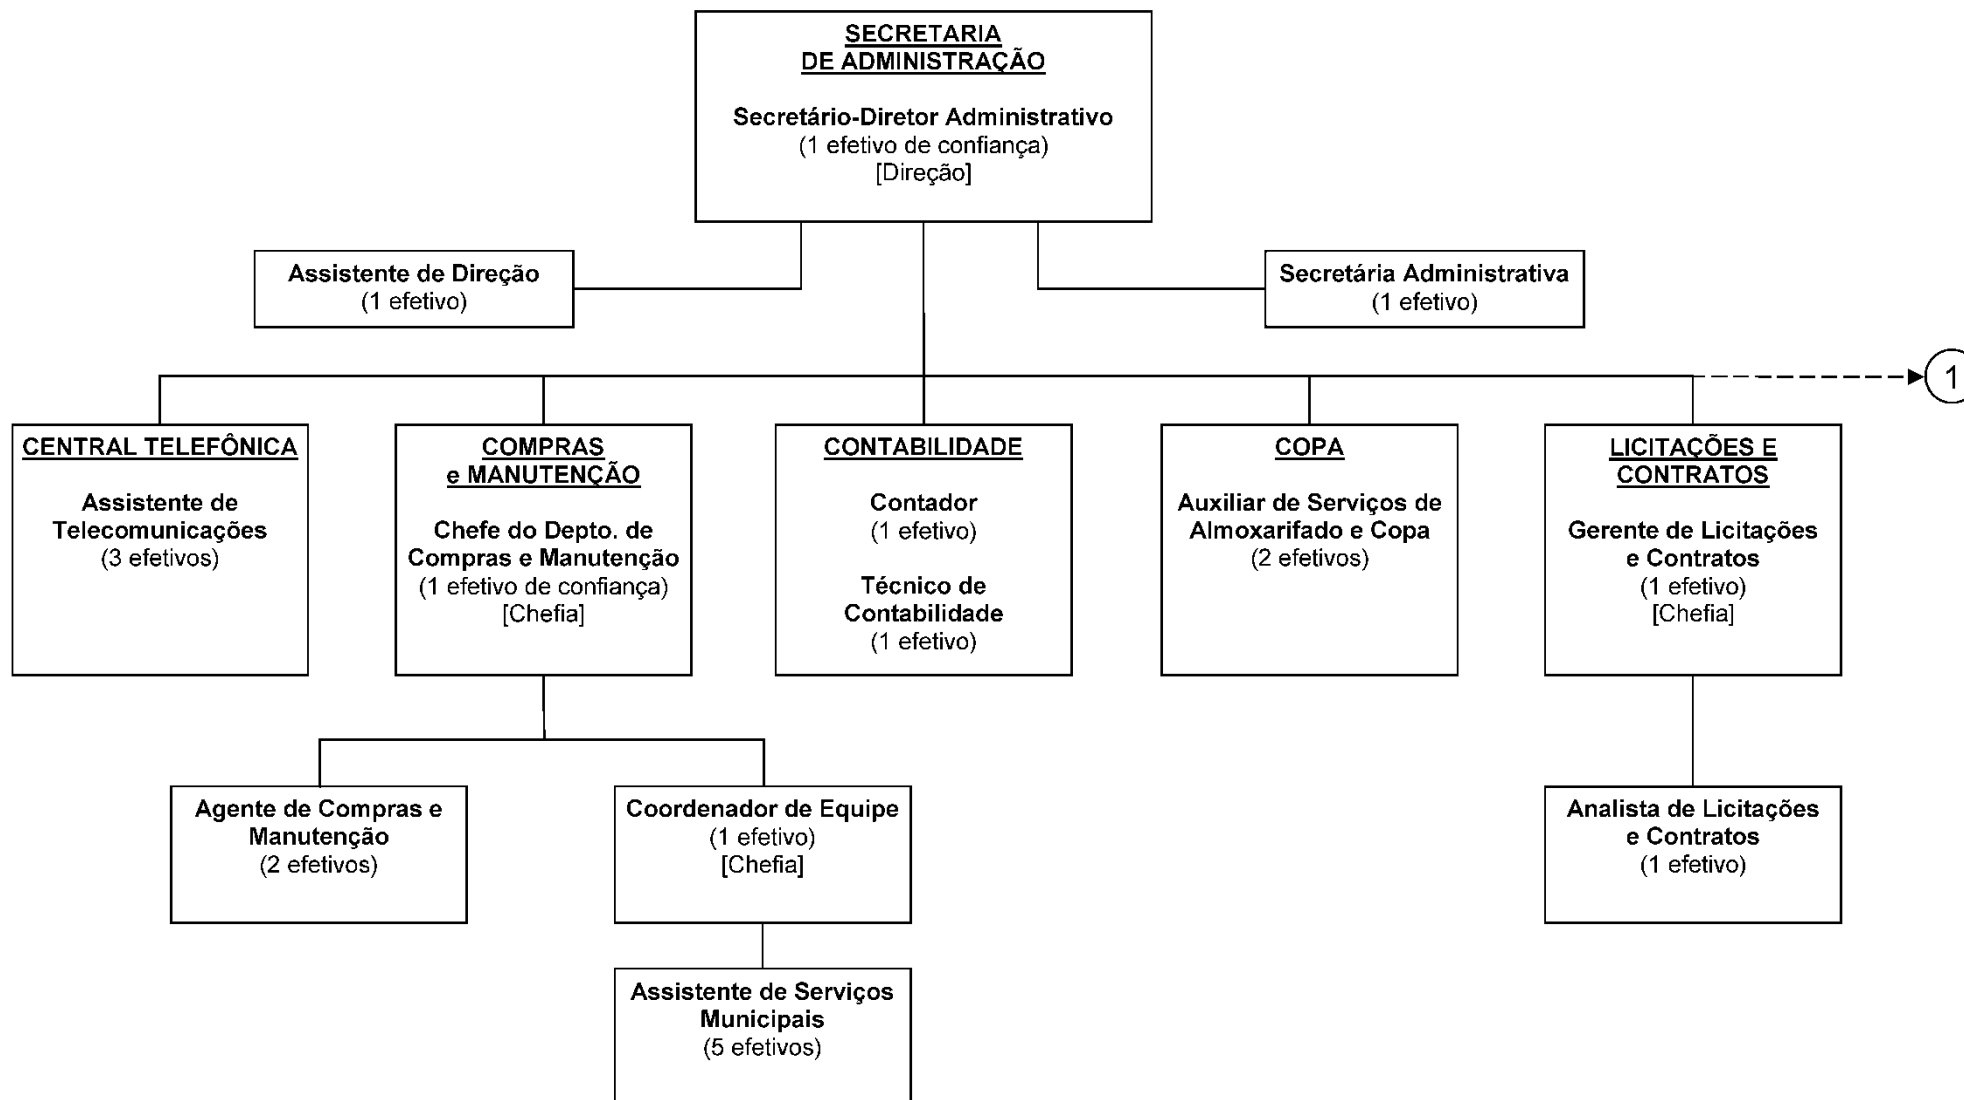 SECRETARIA
DE ADMINISTRAÇÃO
Secretário-Diretor Administrativo
(1 efetivo de confiança)
[Direção]
Assistente de Direção
(1 efetivo)
Secretária Administrativa
(1 efetivo)
1
CENTRAL TELEFÔNICA
Assistente de
Telecomunicações
(3 efetivos)
COMPRAS
e MANUTENÇÃO
Chefe do Depto. de
Compras e Manutenção
(1 efetivo de confiança)
[Chefia]
CONTABILIDADE
Contador
(1 efetivo)
Técnico de
Contabilidade
(1 efetivo)
COPA
Auxiliar de Serviços de
Almoxarifado e Copa
(2 efetivos)
LICITAÇÕES E
CONTRATOS
Gerente de Licitações
e Contratos
(1 efetivo)
[Chefia]
Agente de Compras e
Manutenção
(2 efetivos)
Coordenador de Equipe
(1 efetivo)
[Chefia]
Analista de Licitações
e Contratos
(1 efetivo)
Assistente de Serviços
Municipais
(5 efetivos)